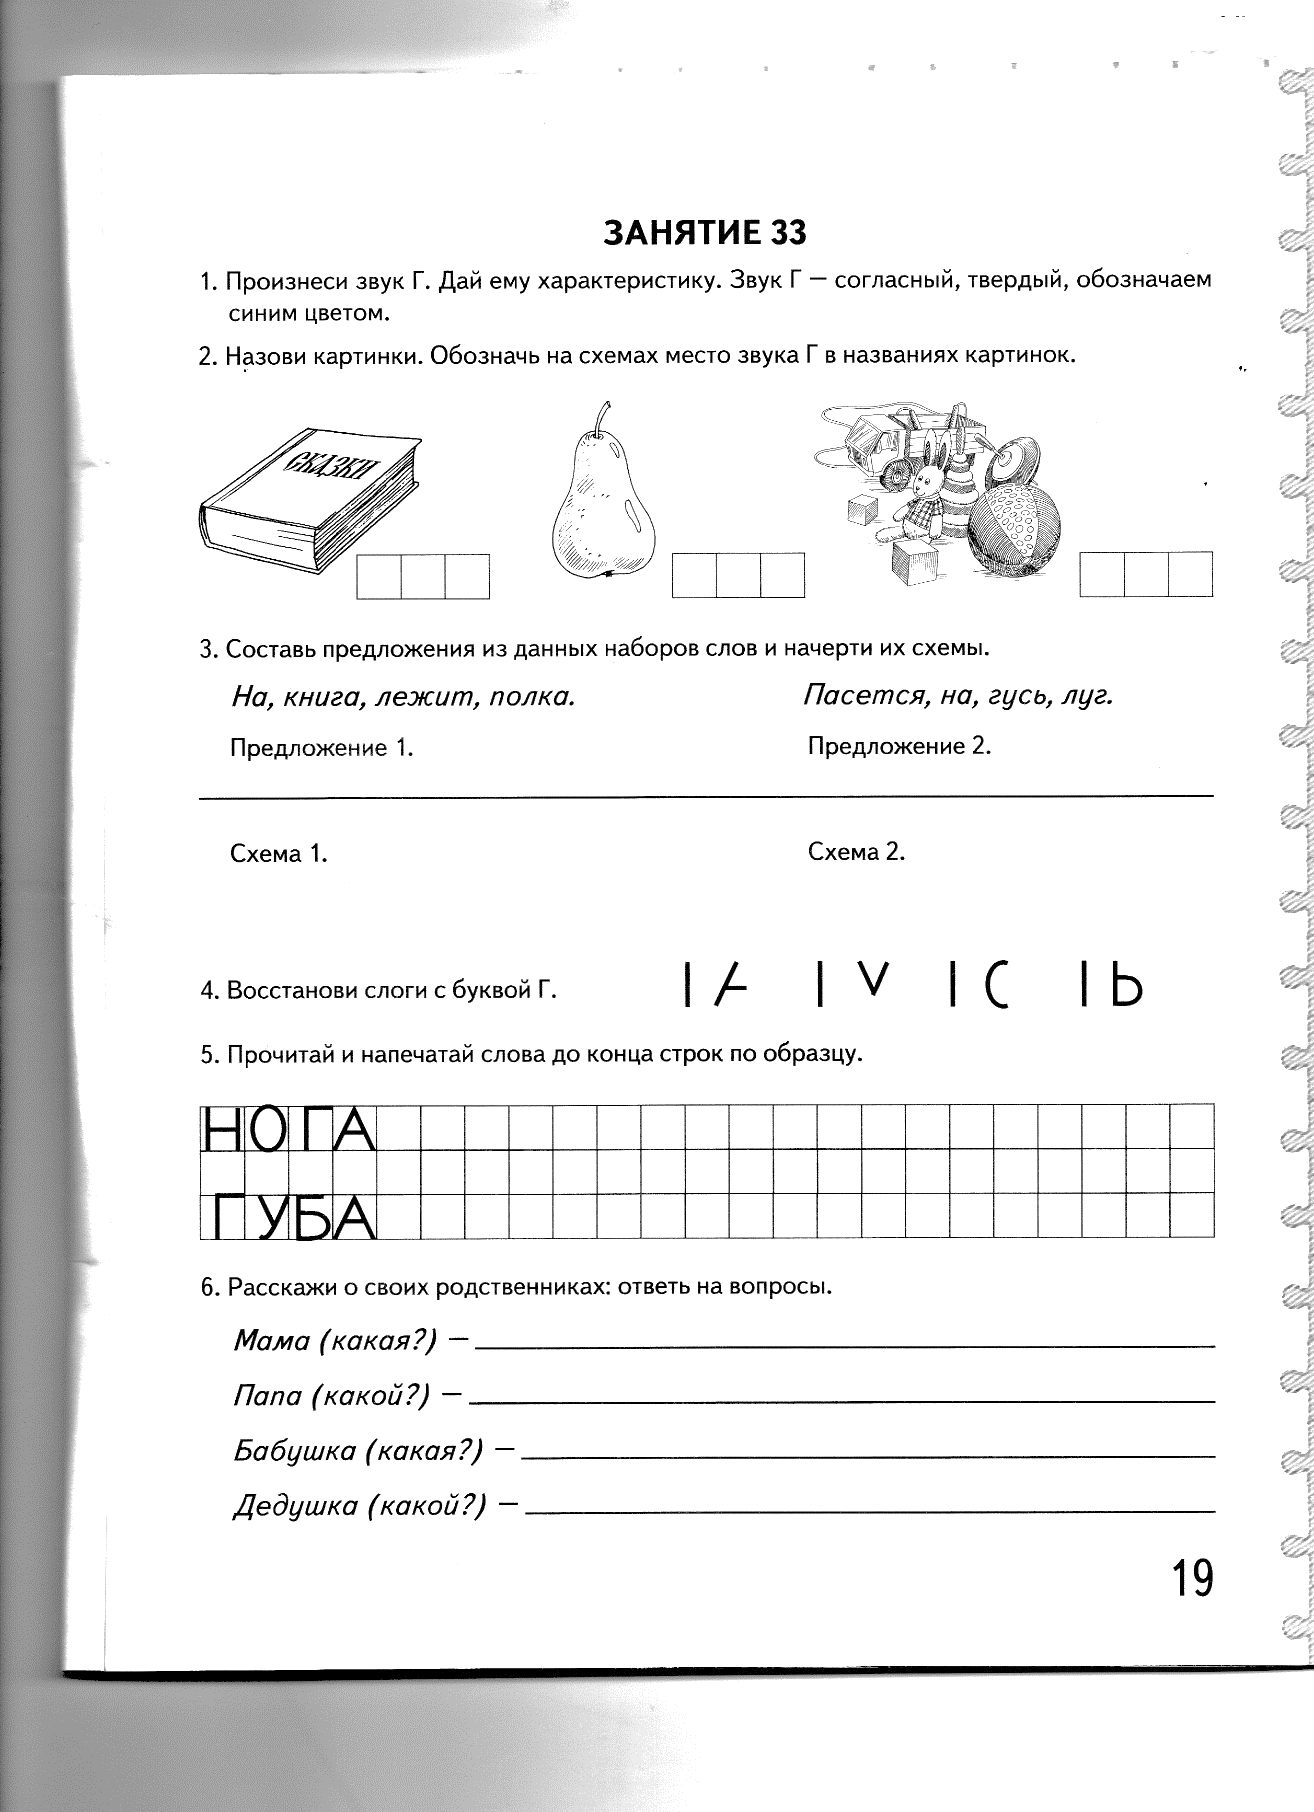 ЗАНЯТИЕ 33
1. Произнеси звук Г. Дай ему характеристику. Звук Г — согласный, твердый, обозначаем
синим цветом.
2. Назови картинки. Обозначь на схемах место звука Г в названиях картинок.
СКАЗКИ
3. Составь предложения из данных наборов слов и начерти их схемы.
На, книга, лежит, полка.
Пасется, на, гусь, луг.
Предложение 1.
Предложение 2.
Схема 1.
Схема 2.
4. Восстанови слоги с буквой Г.
5. Прочитай и напечатай слова до конца строк по образцу.
НОГА
ГУБА
6. Расскажи о своих родственниках: ответь на вопросы.
Мама (какая?) —
Папа (какой?) —
Бабушка (какая?) —
Дедушка (какой?) —
19